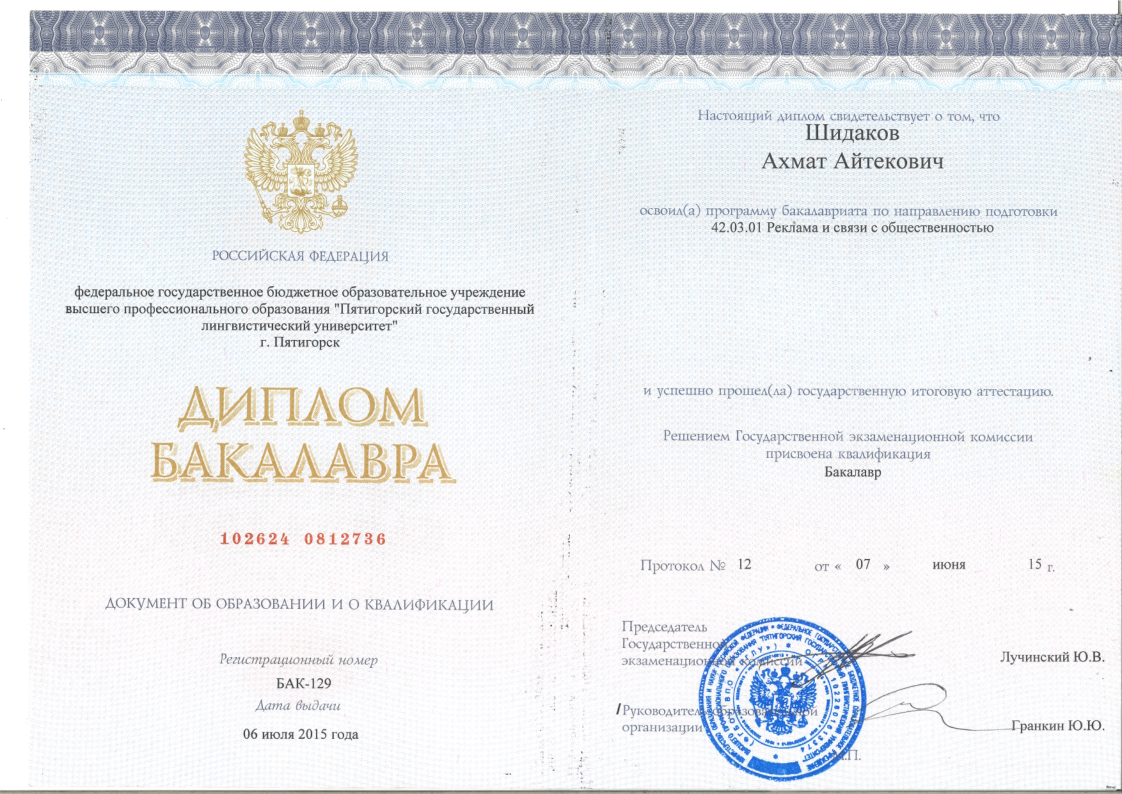 РОССИЙСКАЯ ФЕДЕРАЦИЯ
федеральное государственное бюджетное образовательное учреждение
высшего профессионального образования "Пятигорский государственный
лингвистический университет"
г. Пятигорск
ДИПЛОМ
БАКАЛАВРА
102624 0812736
ДОКУМЕНТ ОБ ОБРАЗОВАНИИ И О КВАЛИФИКАЦИИ
Регистрационный номер
БАК-129
Дата выдачи
06 июля 2015 года
Настоящий диплом свидетельствует о том, что
Шидаков
Ахмат Айтекович
освоил(а) программу бакалавриата по направлению подготовки
42.03.01 Реклама и связи с общественностью
и успешно прошел(ла) государственную итоговую аттестацию.
Решением Государственной экзаменационной комиссии
присвоена квалификация
Бакалавр
Протокол № 12 от « 07 » июня 15 г.
Председатель
Государственной
экзаменационной комиссии
Лучинский Ю.В.
Руководитель образовательной
организации
Гранкин Ю.Ю.
М.П.